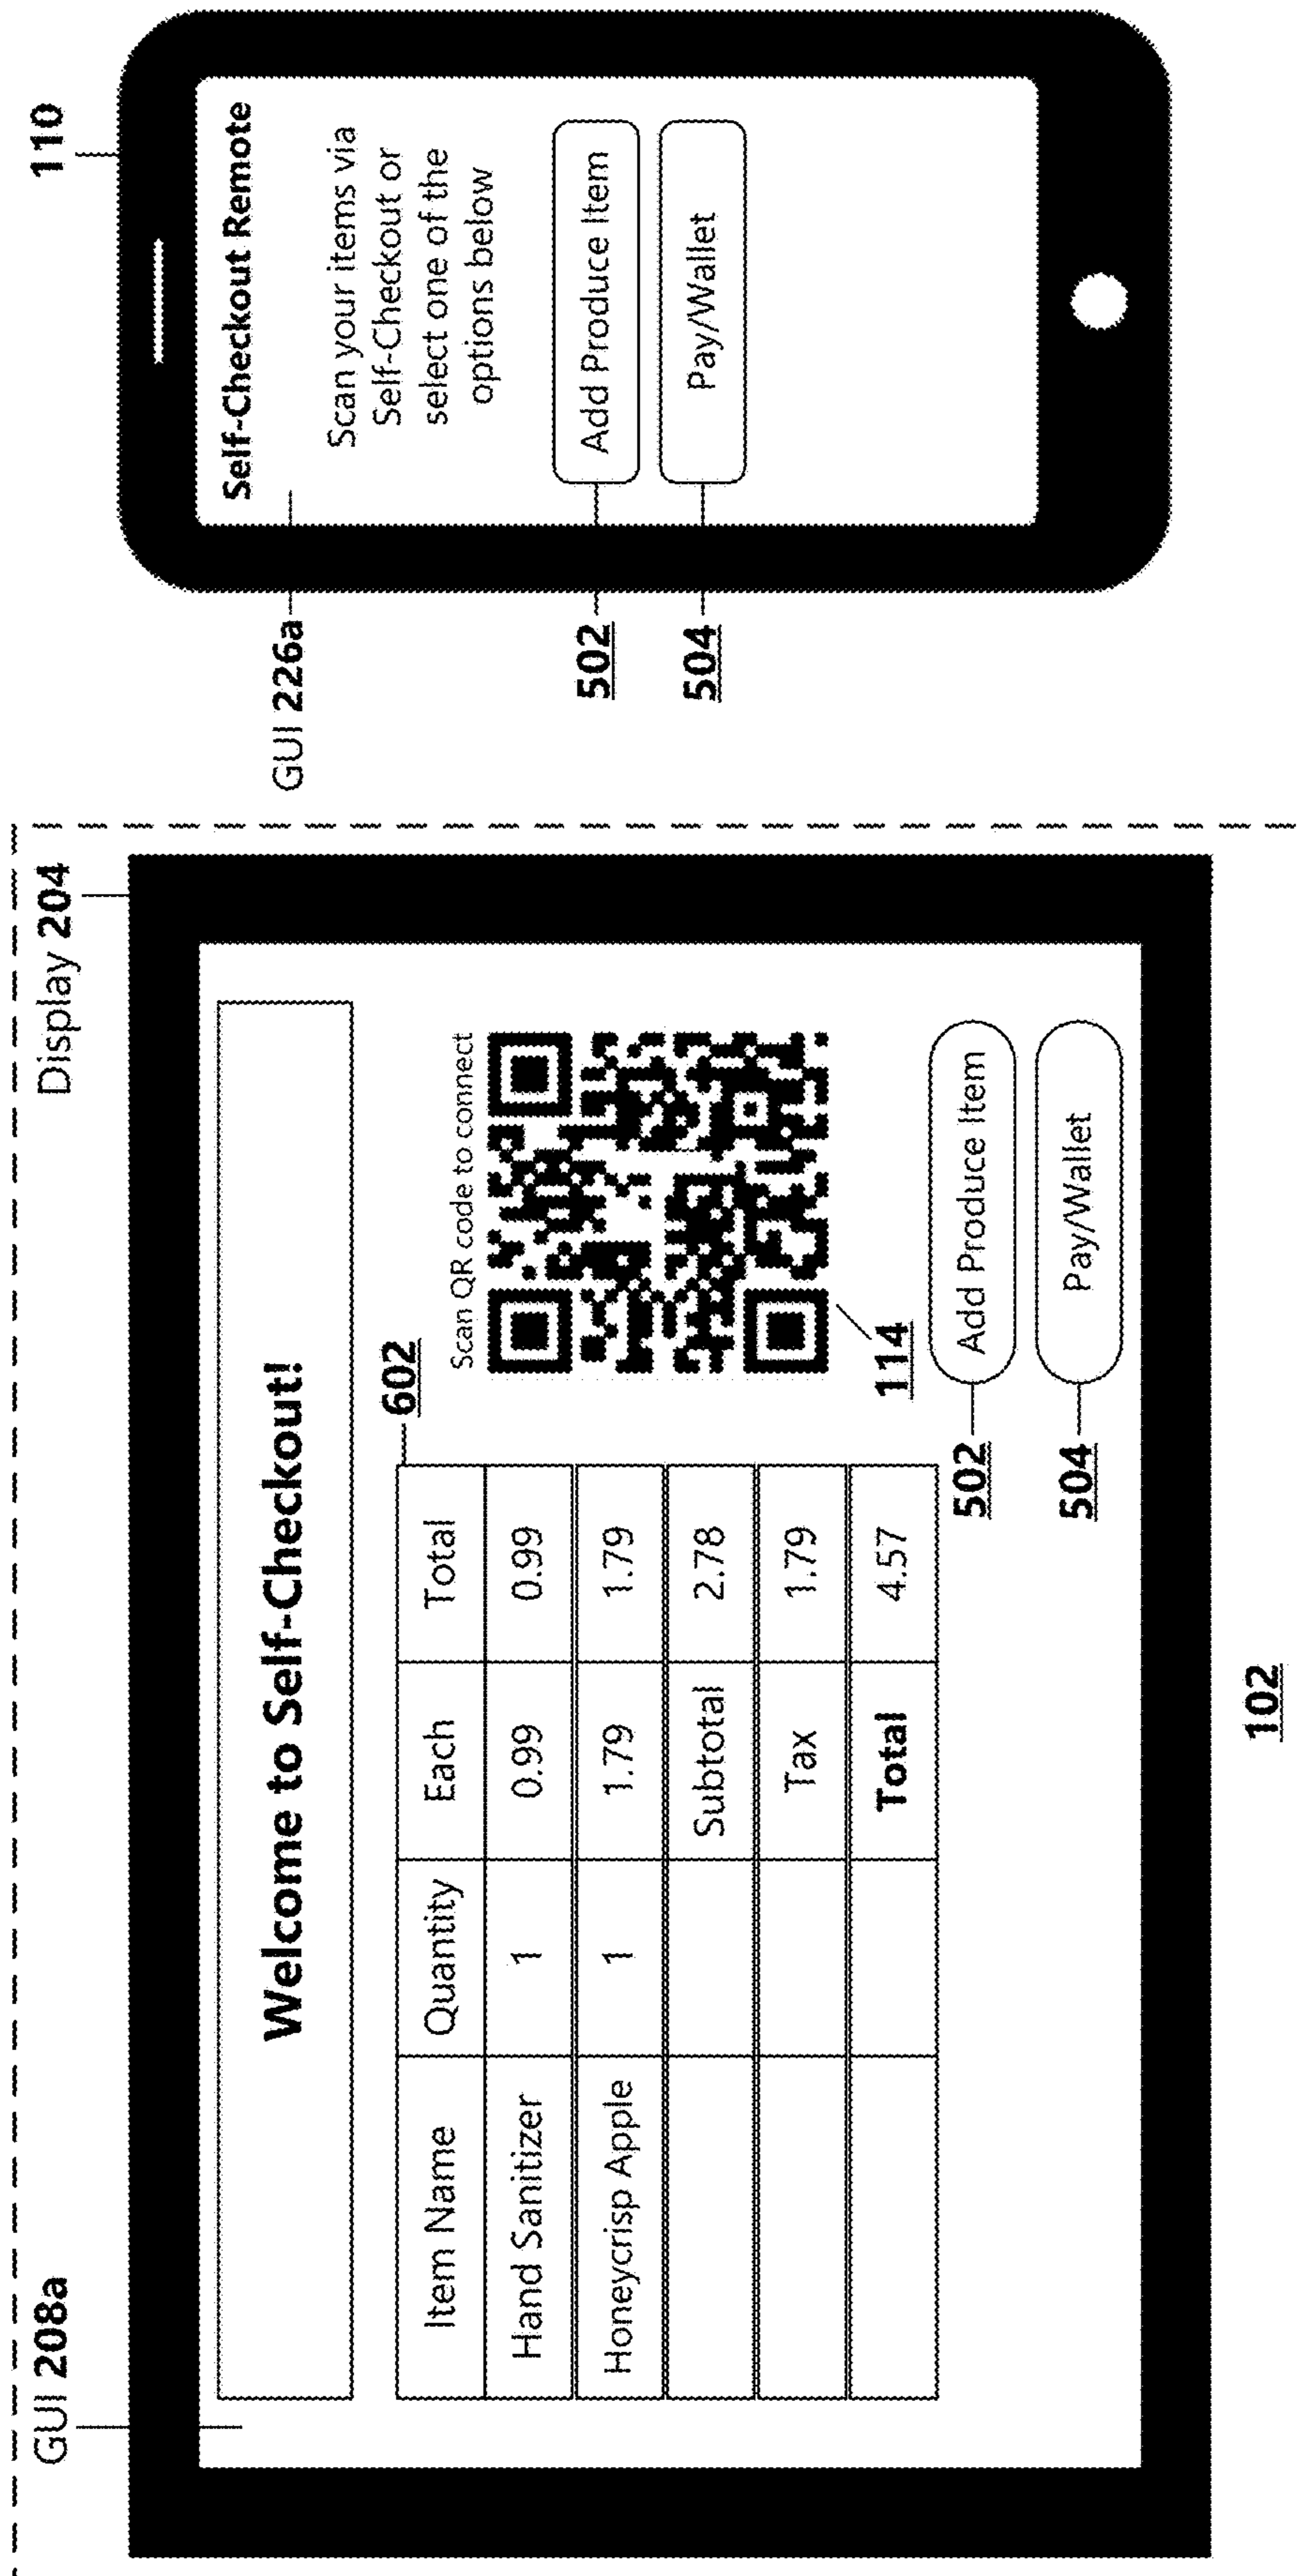 GUI 208a
Display 204
Welcome to Self-Checkout!
602
Item Name Quantity Each Total
Hand Sanitizer 1 0.99 0.99
Honeycrisp Apple 1 1.79 1.79
Subtotal 2.78
Tax 1.79
Total 4.57
Scan QR code to connect
114
502 Add Produce Item
504 Pay/Wallet
102
110
GUI 226a
Self-Checkout Remote
Scan your items via
Self-Checkout or
select one of the
options below
502 Add Produce Item
504 Pay/Wallet